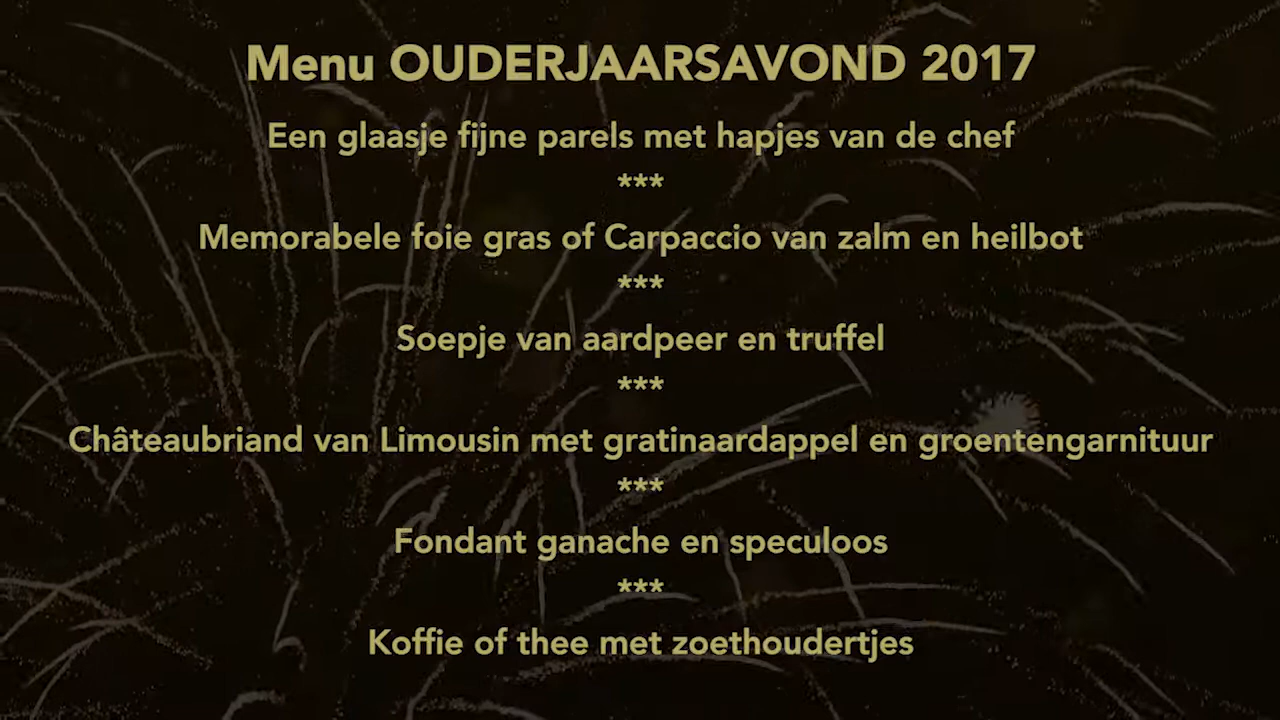 Menu OUDERJAARSAVOND 2017
Een glaasje fijne parels met hapjes van de chef
***
Memorabele foie gras of Carpaccio van zalm en heilbot
***
Soepje van aardpeer en truffel
***
Châteaubriand van Limousin met gratinaardappel en groentengarnituur
***
Fondant ganache en speculoos
***
Koffie of thee met zoethoudertjes